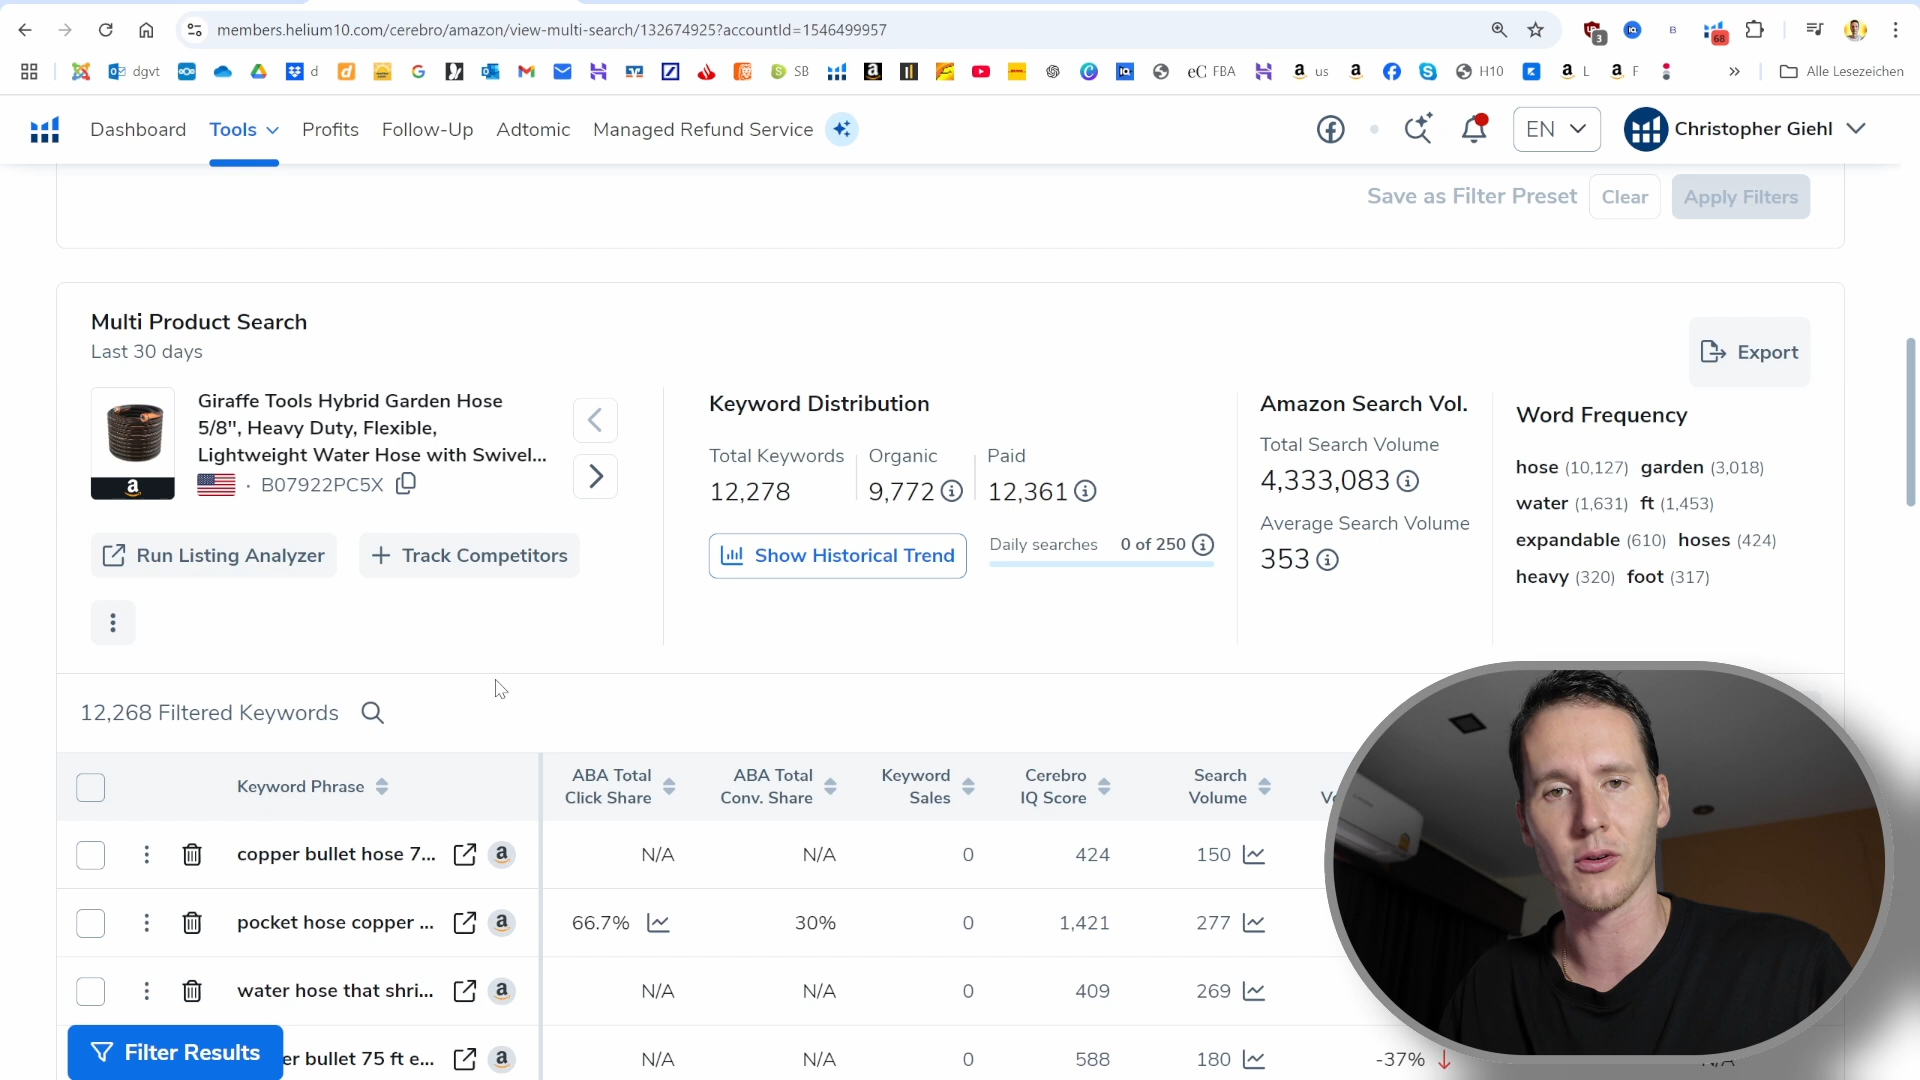 members.helium10.com/cerebro/amazon/view-multi-search/132674925?accountId=1546499957
3
68
dgvt
d
SB
eC FBA
us
H10
L
F
Alle Lesezeichen
Dashboard
Tools
Profits
Follow-Up
Adtomic
Managed Refund Service
EN
Christopher Giehl
Save as Filter Preset
Clear
Apply Filters
Multi Product Search
Last 30 days
Export
Giraffe Tools Hybrid Garden Hose
5/8", Heavy Duty, Flexible,
Lightweight Water Hose with Swivel...
· B07922PC5X
Run Listing Analyzer
+ Track Competitors
Keyword Distribution
Total Keywords
12,278
Organic
9,772
Paid
12,361
Show Historical Trend
Daily searches 0 of 250
Amazon Search Vol.
Total Search Volume
4,333,083
Average Search Volume
353
Word Frequency
hose (10,127) garden (3,018)
water (1,631) ft (1,453)
expandable (610) hoses (424)
heavy (320) foot (317)
12,268 Filtered Keywords
Keyword Phrase
ABA Total
Click Share
ABA Total
Conv. Share
Keyword
Sales
Cerebro
IQ Score
Search
Volume
copper bullet hose 7... N/A N/A 0 424 150
pocket hose copper ... 66.7% 30% 0 1,421 277
water hose that shri... N/A N/A 0 409 269
er bullet 75 ft e... N/A N/A 0 588 180 -37% N/A
Filter Results